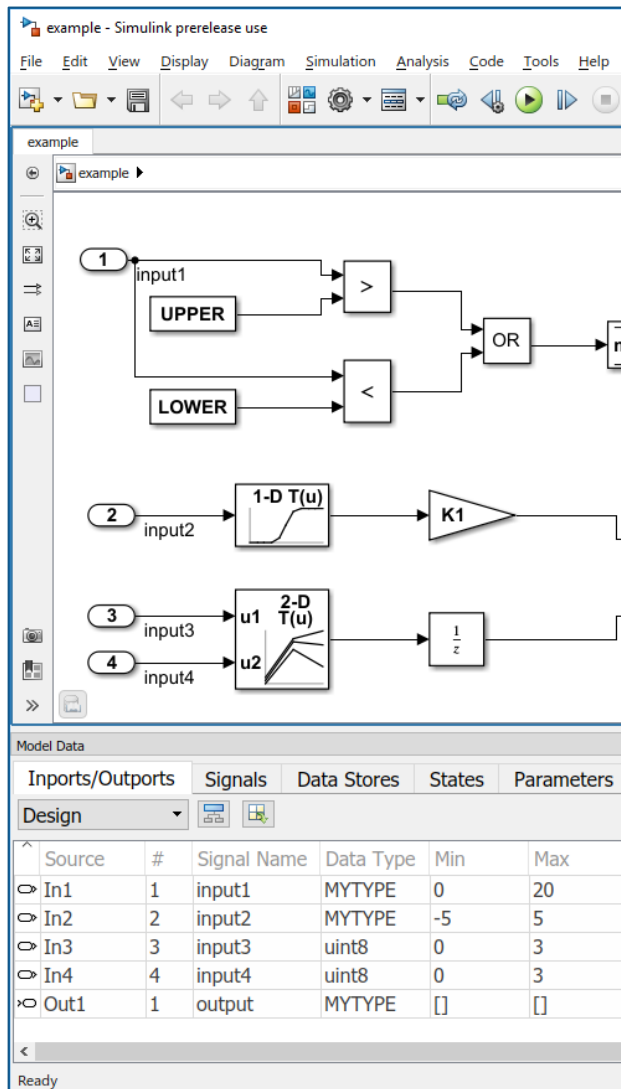 example - Simulink prerelease use
File Edit View Display Diagram Simulation Analysis Code Tools Help
example
example
1
input1
>
UPPER
OR
<
LOWER
1-D T(u)
2
K1
input2
2-D
T(u)
3
u1
input3
1
z
4
u2
input4
Model Data
Inports/Outports Signals Data Stores States Parameters
Design
Source # Signal Name Data Type Min Max
In1 1 input1 MYTYPE 0 20
In2 2 input2 MYTYPE -5 5
In3 3 input3 uint8 0 3
In4 4 input4 uint8 0 3
Out1 1 output MYTYPE [] []
Ready